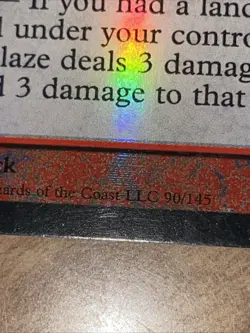 — If you had a land
under your contro
laze deals 3 damag
3 damage to that
k
ards of the Coast LLC 90/145